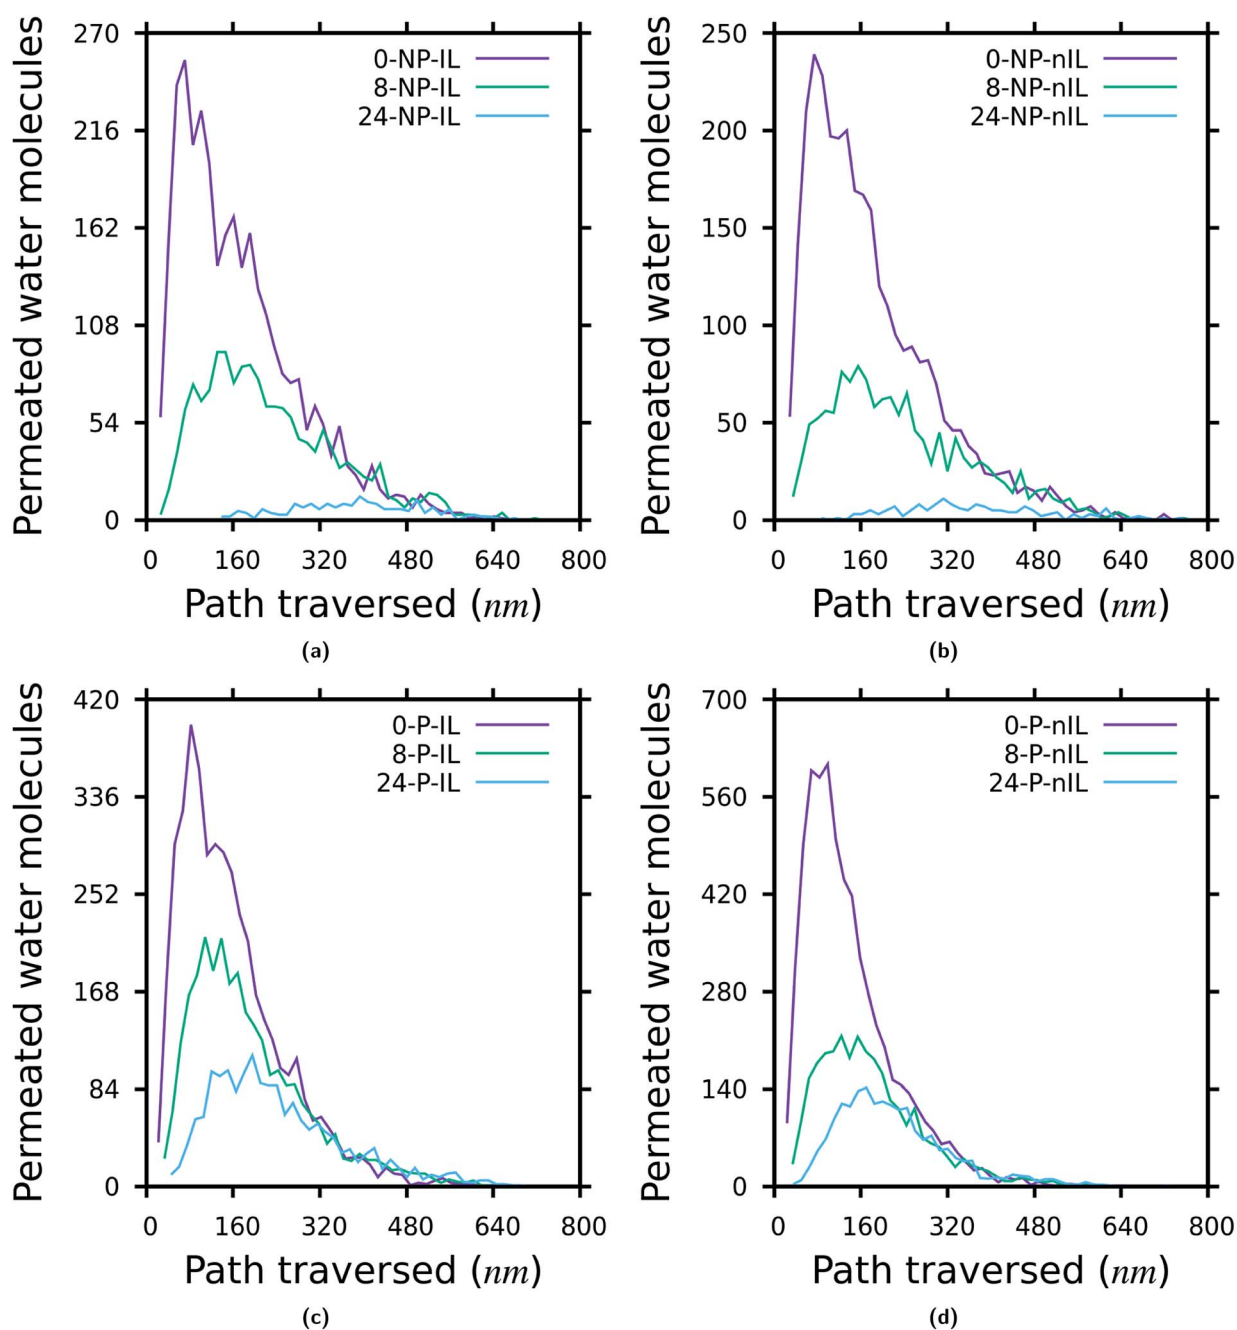 Permeated water molecules
270
216
162
108
54
0
0-NP-IL
8-NP-IL
24-NP-IL
0 160 320 480 640 800
Path traversed (nm)
(a)
Permeated water molecules
250
200
150
100
50
0
0-NP-nIL
8-NP-nIL
24-NP-nIL
0 160 320 480 640 800
Path traversed (nm)
(b)
Permeated water molecules
420
336
252
168
84
0
0-P-IL
8-P-IL
24-P-IL
0 160 320 480 640 800
Path traversed (nm)
(c)
Permeated water molecules
700
560
420
280
140
0
0-P-nIL
8-P-nIL
24-P-nIL
0 160 320 480 640 800
Path traversed (nm)
(d)